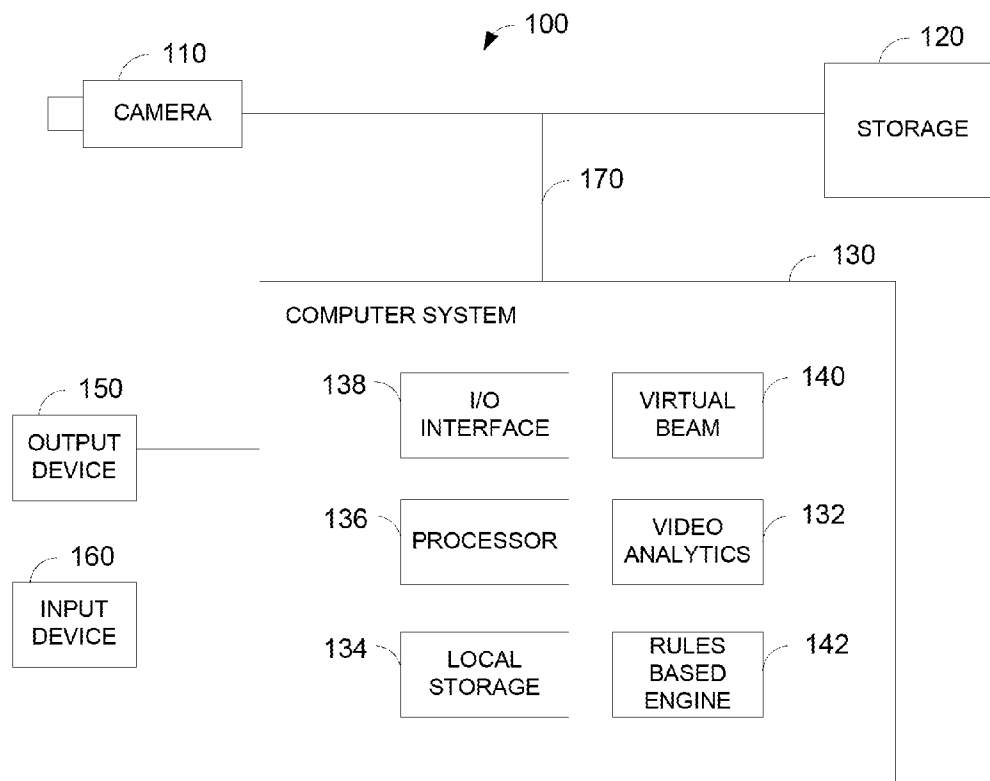 100
110
120
CAMERA
STORAGE
170
130
COMPUTER SYSTEM
138
I/O
INTERFACE
VIRTUAL
BEAM
140
150
OUTPUT
DEVICE
136
PROCESSOR
VIDEO
ANALYTICS
132
160
INPUT
DEVICE
134
LOCAL
STORAGE
RULES
BASED
ENGINE
142